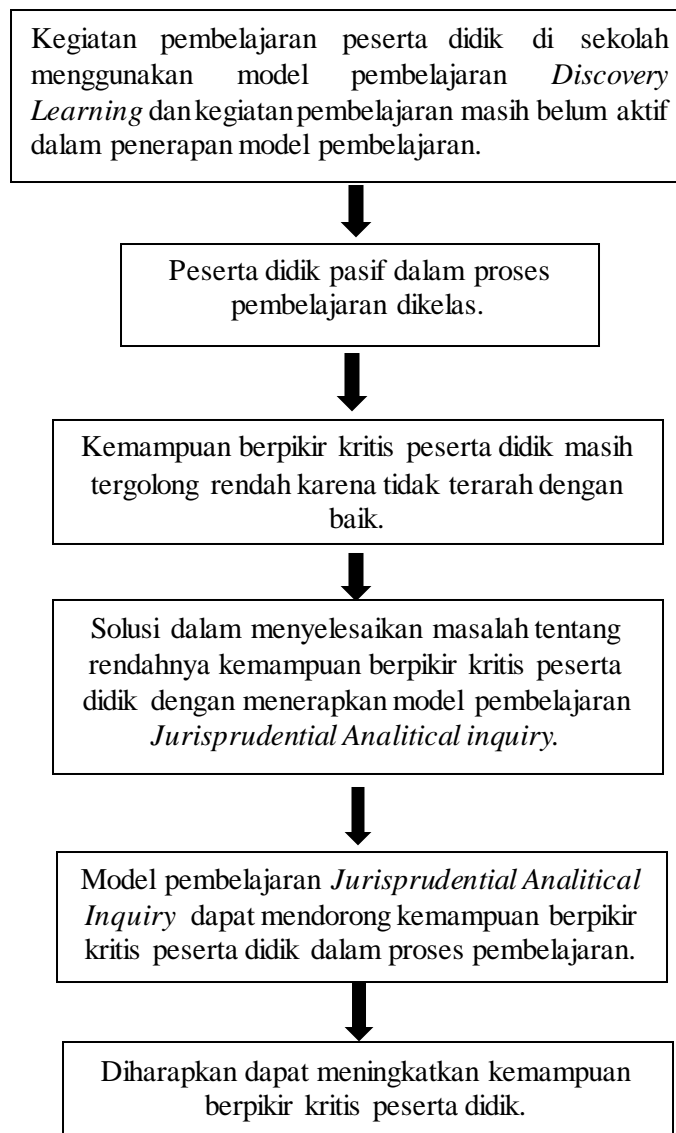 Kegiatan pembelajaran peserta didik di sekolah
menggunakan model pembelajaran Discovery
Learning dan kegiatan pembelajaran masih belum aktif
dalam penerapan model pembelajaran.
Peserta didik pasif dalam proses
pembelajaran dikelas.
Kemampuan berpikir kritis peserta didik masih
tergolong rendah karena tidak terarah dengan
baik.
Solusi dalam menyelesaikan masalah tentang
rendahnya kemampuan berpikir kritis peserta
didik dengan menerapkan model pembelajaran
Jurisprudential Analitical inquiry.
Model pembelajaran Jurisprudential Analitical
Inquiry dapat mendorong kemampuan berpikir
kritis peserta didik dalam proses pembelajaran.
Diharapkan dapat meningkatkan kemampuan
berpikir kritis peserta didik.